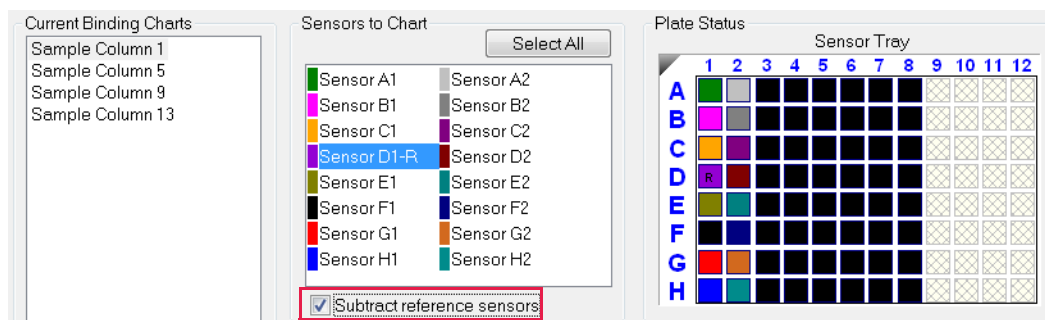 Current Binding Charts
Sample Column 1
Sample Column 5
Sample Column 9
Sample Column 13
Sensors to Chart
Select All
Sensor A1 Sensor A2
Sensor B1 Sensor B2
Sensor C1 Sensor C2
Sensor D1-R Sensor D2
Sensor E1 Sensor E2
Sensor F1 Sensor F2
Sensor G1 Sensor G2
Sensor H1 Sensor H2
Subtract reference sensors
Plate Status
Sensor Tray
1 2 3 4 5 6 7 8 9 10 11 12
A
B
C
D R
E
F
G
H